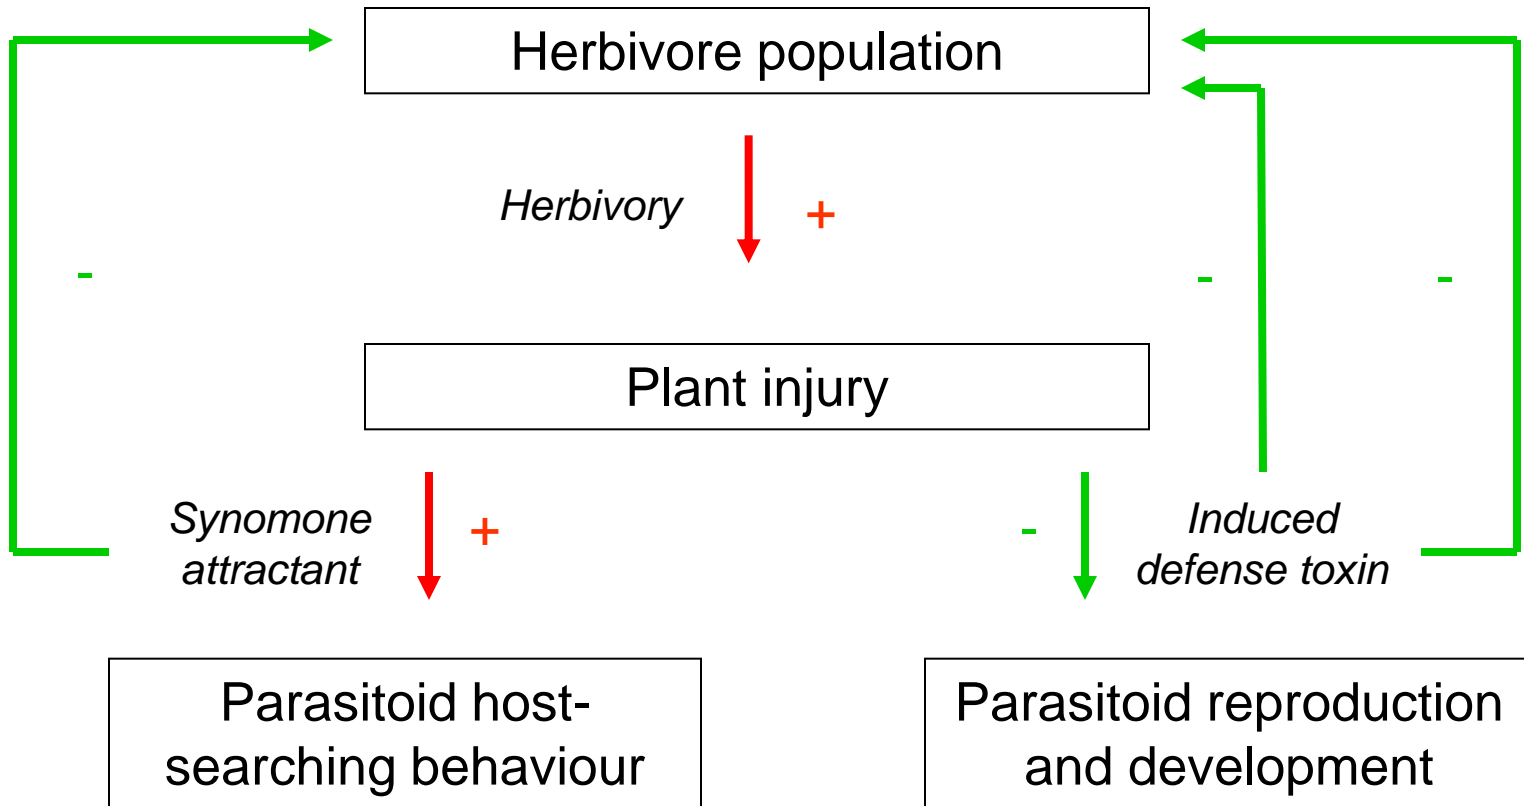 Herbivore population
Herbivory
+
-
-
-
Plant injury
Synomone
attractant
+
-
Induced
defense toxin
Parasitoid host-
searching behaviour
Parasitoid reproduction
and development